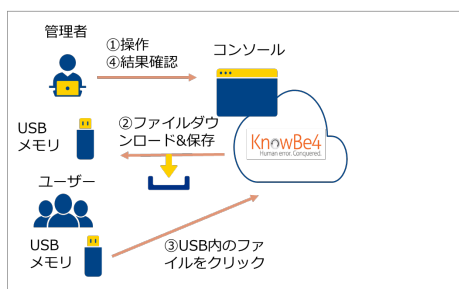 管理者
①操作
④結果確認
コンソール
USB
メモリ
②ファイルダウ
ンロード&保存
KnowBe4
Human error. Conquered.
ユーザー
USB
メモリ
③USB内のファ
イルをクリック